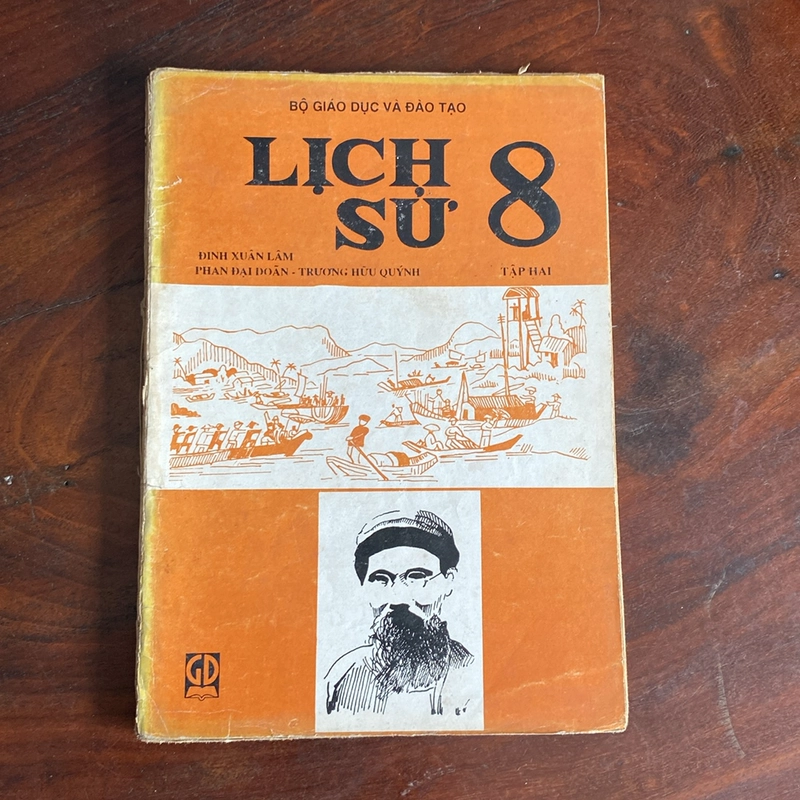 BỘ GIÁO DỤC VÀ ĐÀO TẠO
LỊCH SỬ 8
ĐINH XUÂN LÂM
PHAN ĐẠI DOÃN - TRƯƠNG HỮU QUÝNH
TẬP HAI
GD